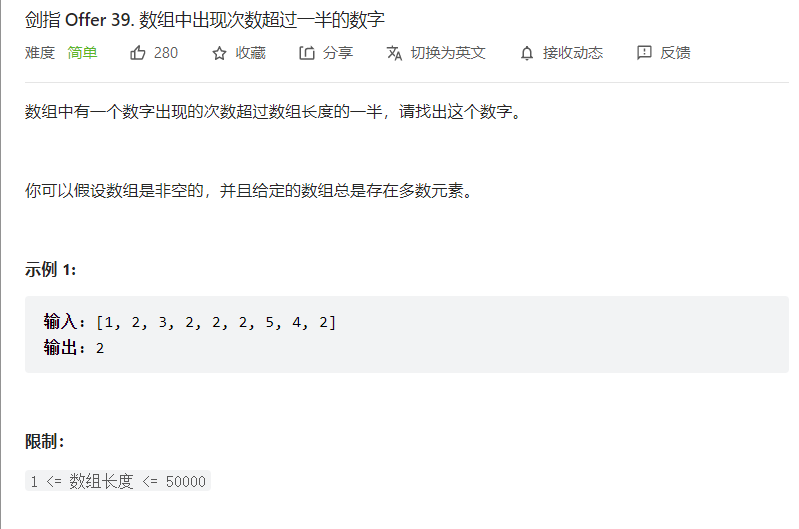 剑指 Offer 39. 数组中出现次数超过一半的数字
难度 简单 280 收藏 分享 切换为英文 接收动态 反馈
数组中有一个数字出现的次数超过数组长度的一半，请找出这个数字。
你可以假设数组是非空的，并且给定的数组总是存在多数元素。
示例 1:
输入: [1, 2, 3, 2, 2, 2, 5, 4, 2]
输出: 2
限制：
1 <= 数组长度 <= 50000